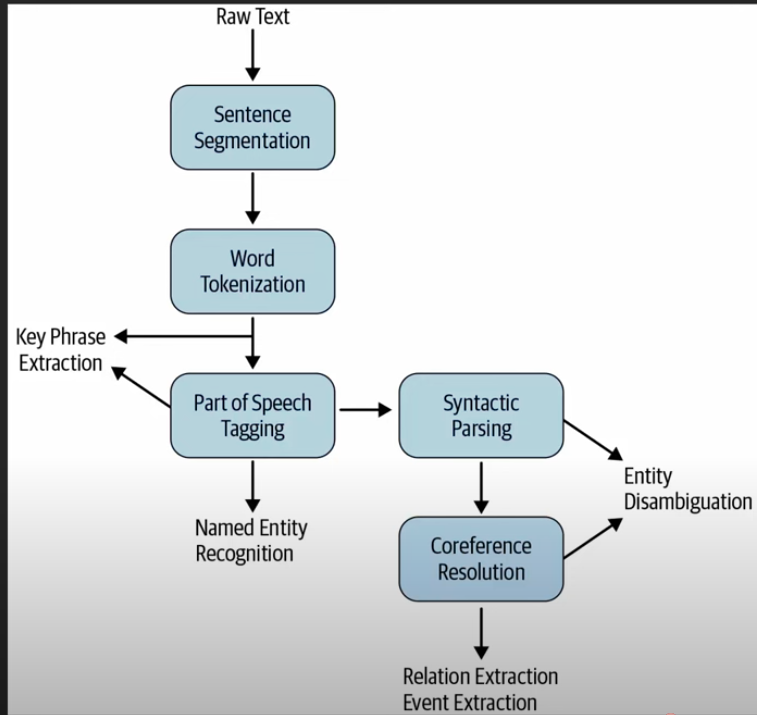 Raw Text
Sentence
Segmentation
Word
Tokenization
Key Phrase
Extraction
Part of Speech
Tagging
Syntactic
Parsing
Entity
Disambiguation
Named Entity
Recognition
Coreference
Resolution
Relation Extraction
Event Extraction